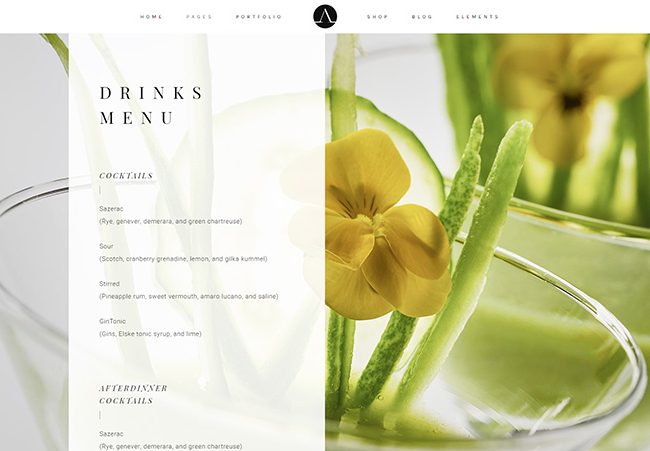 HOME PAGES PORTFOLIO SHOP BLOG ELEMENTS
DRINKS
MENU
COCKTAILS
Sazerac
(Rye, genever, demerara, and green chartreuse)
Sour
(Scotch, cranberry grenadine, lemon, and gilka kummel)
Stirred
(Pineapple rum, sweet vermouth, amaro lucano, and saline)
GinTonic
(Gins, Elske tonic syrup, and lime)
AFTERDINNER
COCKTAILS
Sazerac
(Rye, genever, demerara, and green chartreuse)